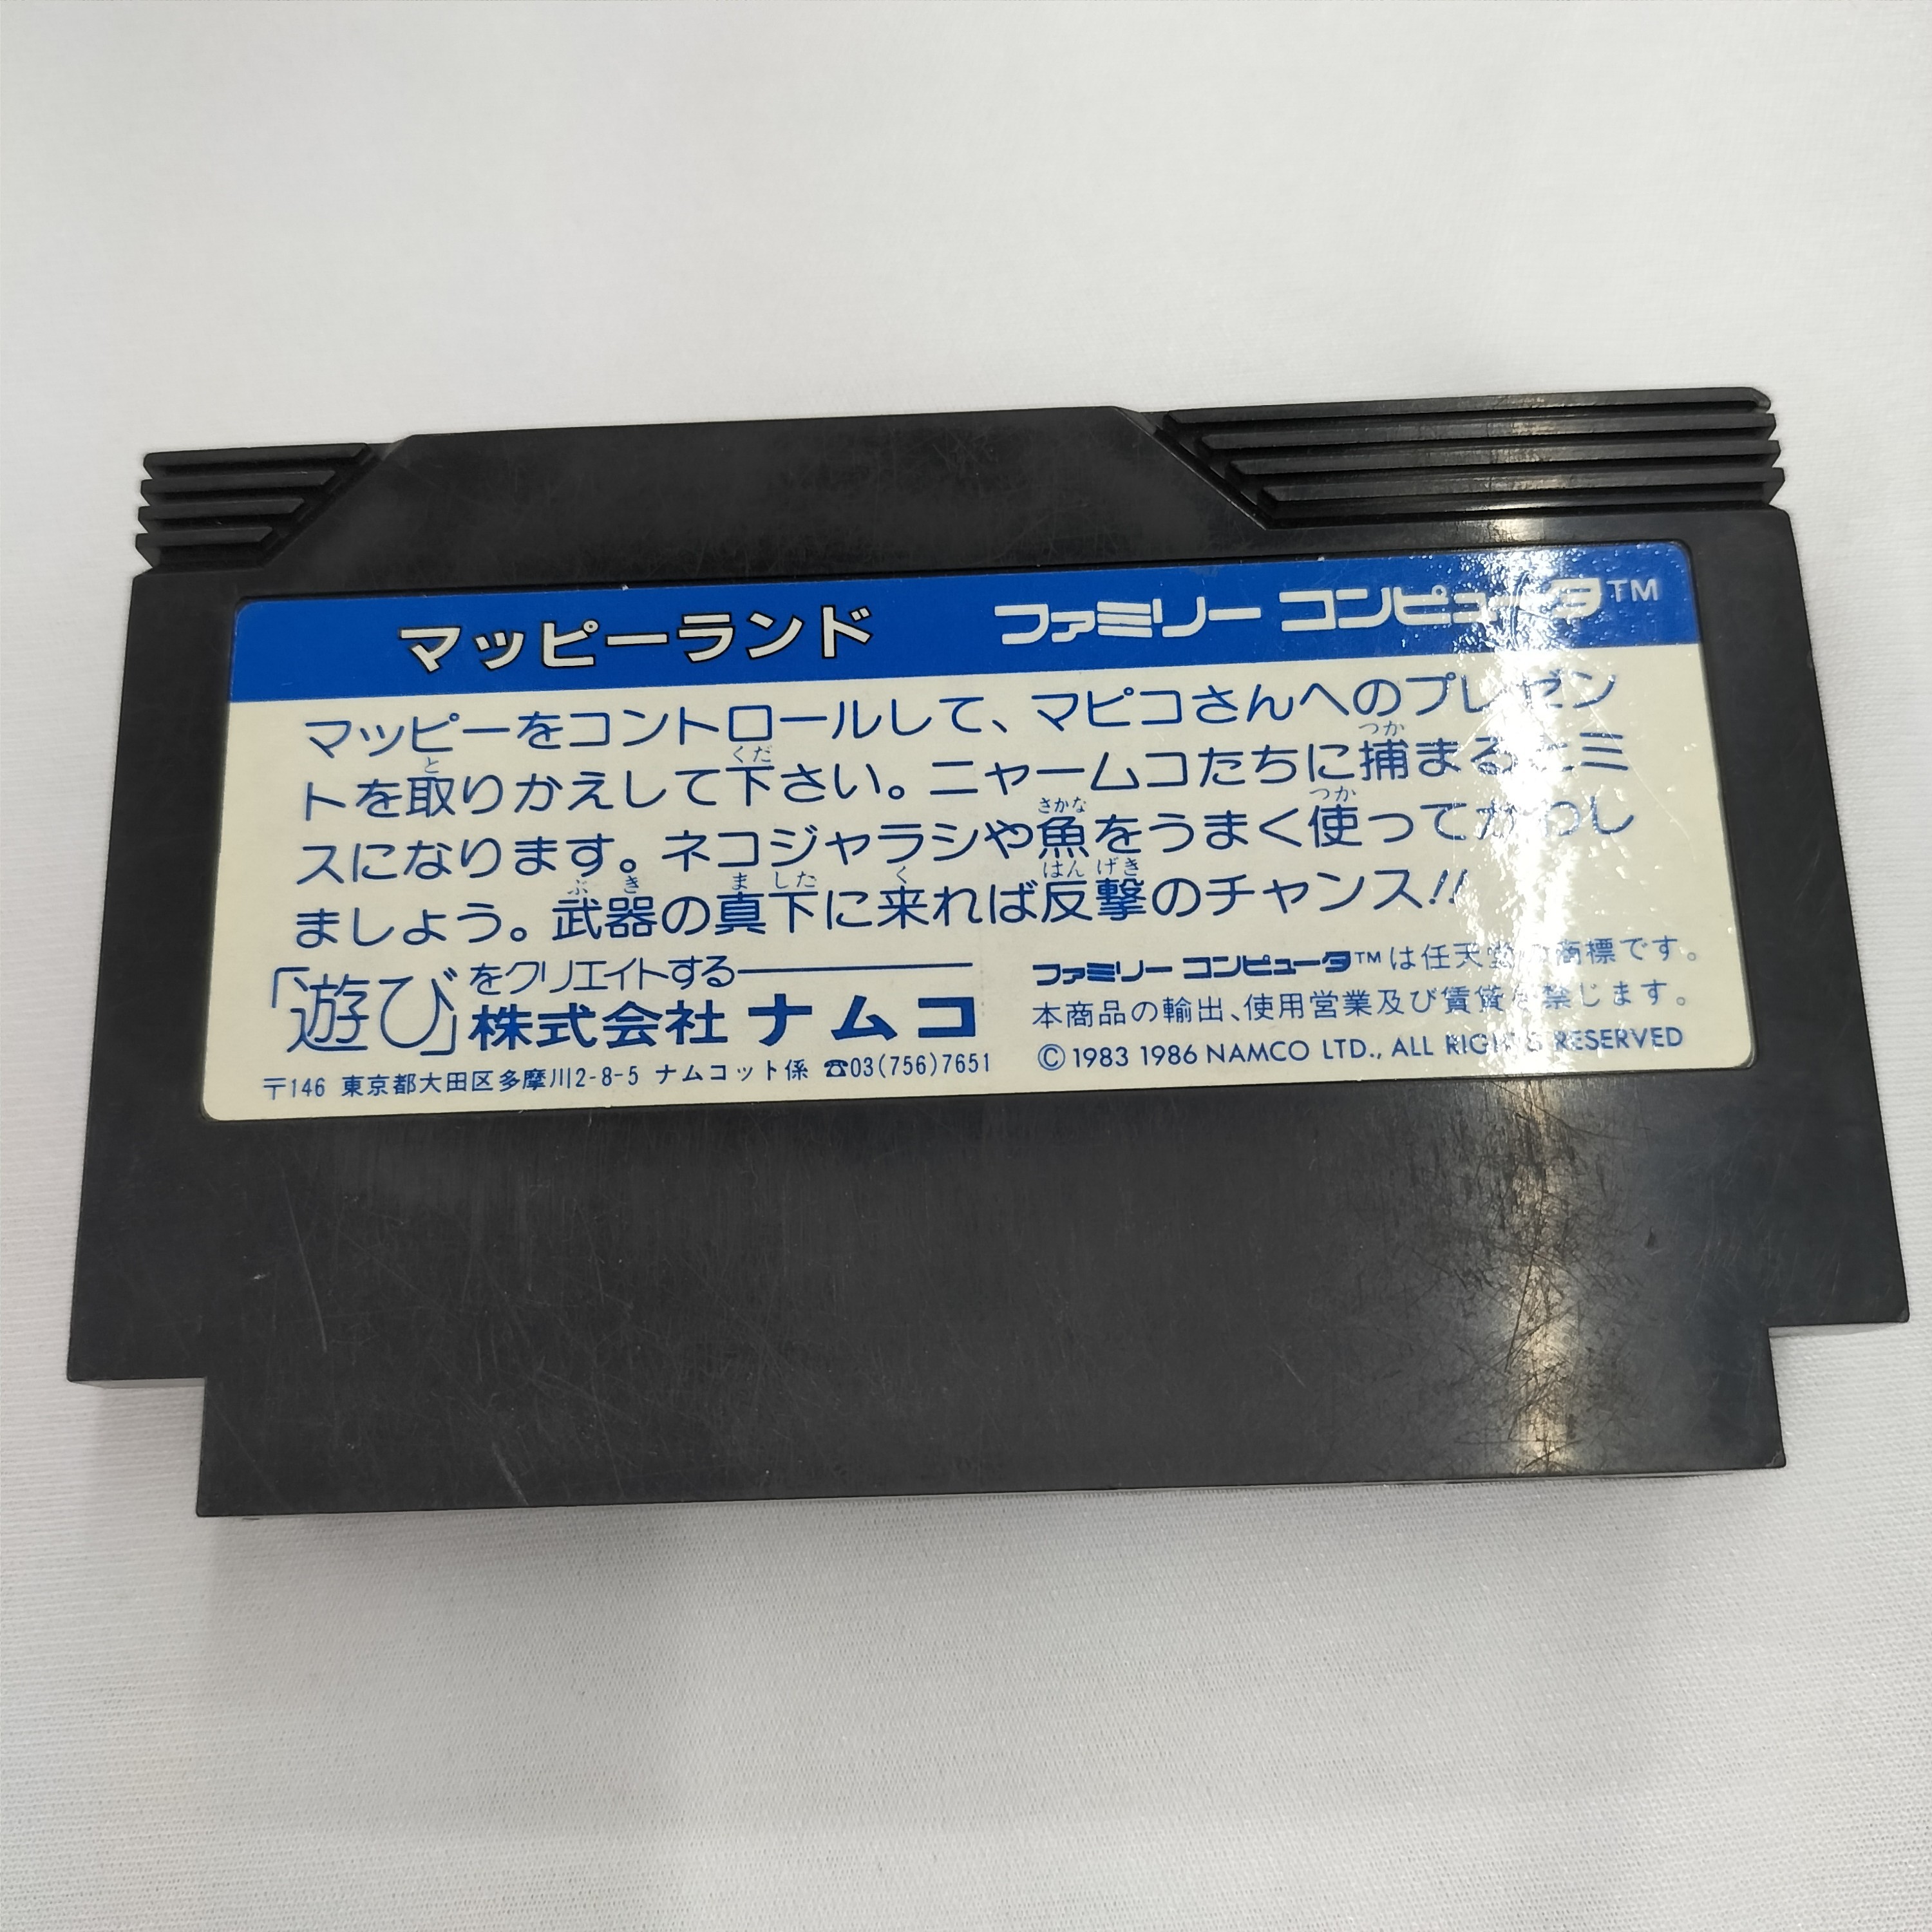 マッピーランド ファミリー コンピュータTM
マッピーをコントロールして、マピコさんへのプレゼン
トを取りかえして下さい。ニャームコたちに捕まるとミ
スになります。ネコジャラシや魚をうまく使ってかわし
ましょう。武器の真下に来れば反撃のチャンス!!
「遊び」をクリエイトする
株式会社 ナムコ
〒146 東京都大田区多摩川2-8-5 ナムコット係 ☎03(756)7651
ファミリー コンピュータTMは任天堂の商標です。
本商品の輸出、使用営業及び賃貸を禁じます。
© 1983 1986 NAMCO LTD., ALL RIGHTS RESERVED